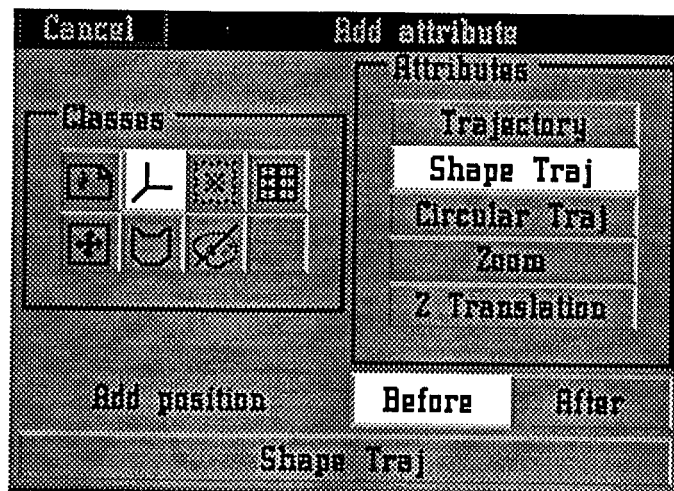 Cancel
Add attribute
Classes
Attributes
Trajectory
Shape Traj
Circular Traj
Zoom
Z Translation
Add position
Before
After
Shape Traj